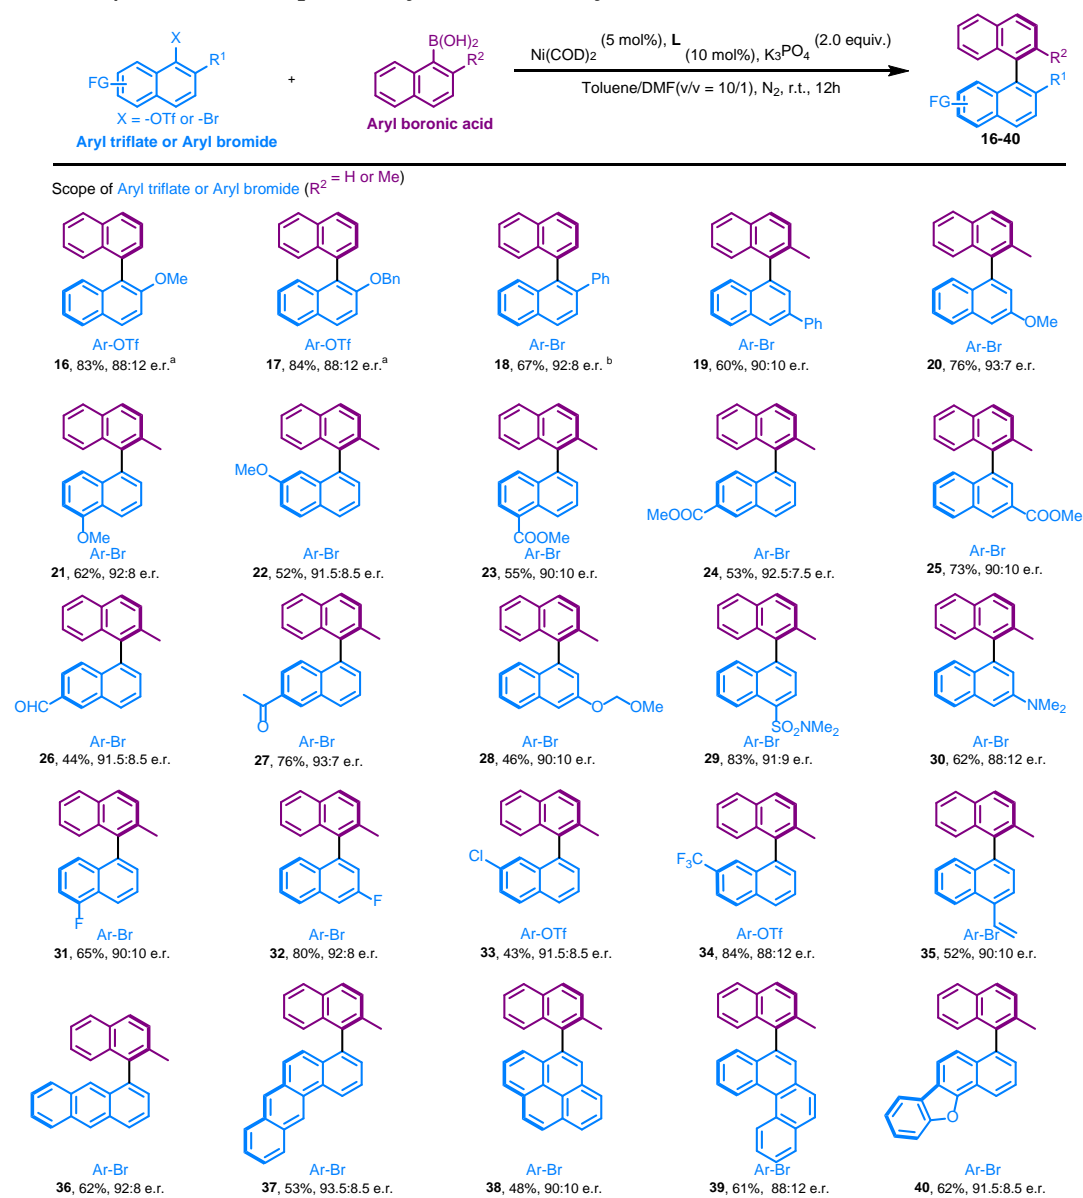 X
R1
FG
X = -OTf or -Br
Aryl triflate or Aryl bromide
+
B(OH)2
R2
Aryl boronic acid
Ni(COD)2 (5 mol%), L (10 mol%), K3PO4 (2.0 equiv.)
Toluene/DMF(v/v = 10/1), N2, r.t., 12h
R2
R1
FG
16-40
Scope of Aryl triflate or Aryl bromide (R2 = H or Me)
OMe
Ar-OTf
16, 83%, 88:12 e.r.a
OBn
Ar-OTf
17, 84%, 88:12 e.r.a
Ph
Ar-Br
18, 67%, 92:8 e.r. b
Ph
Ar-Br
19, 60%, 90:10 e.r.
OMe
Ar-Br
20, 76%, 93:7 e.r.
OMe
Ar-Br
21, 62%, 92:8 e.r.
MeO
Ar-Br
22, 52%, 91.5:8.5 e.r.
COOMe
Ar-Br
23, 55%, 90:10 e.r.
MeOOC
Ar-Br
24, 53%, 92.5:7.5 e.r.
COOMe
Ar-Br
25, 73%, 90:10 e.r.
OHC
Ar-Br
26, 44%, 91.5:8.5 e.r.
O
Ar-Br
27, 76%, 93:7 e.r.
O OMe
Ar-Br
28, 46%, 90:10 e.r.
SO2NMe2
Ar-Br
29, 83%, 91:9 e.r.
NMe2
Ar-Br
30, 62%, 88:12 e.r.
F
Ar-Br
31, 65%, 90:10 e.r.
F
Ar-Br
32, 80%, 92:8 e.r.
Cl
Ar-OTf
33, 43%, 91.5:8.5 e.r.
F3C
Ar-OTf
34, 84%, 88:12 e.r.
Ar-Br
35, 52%, 90:10 e.r.
Ar-Br
36, 62%, 92:8 e.r.
Ar-Br
37, 53%, 93.5:8.5 e.r.
Ar-Br
38, 48%, 90:10 e.r.
Ar-Br
39, 61%, 88:12 e.r.
O
Ar-Br
40, 62%, 91.5:8.5 e.r.